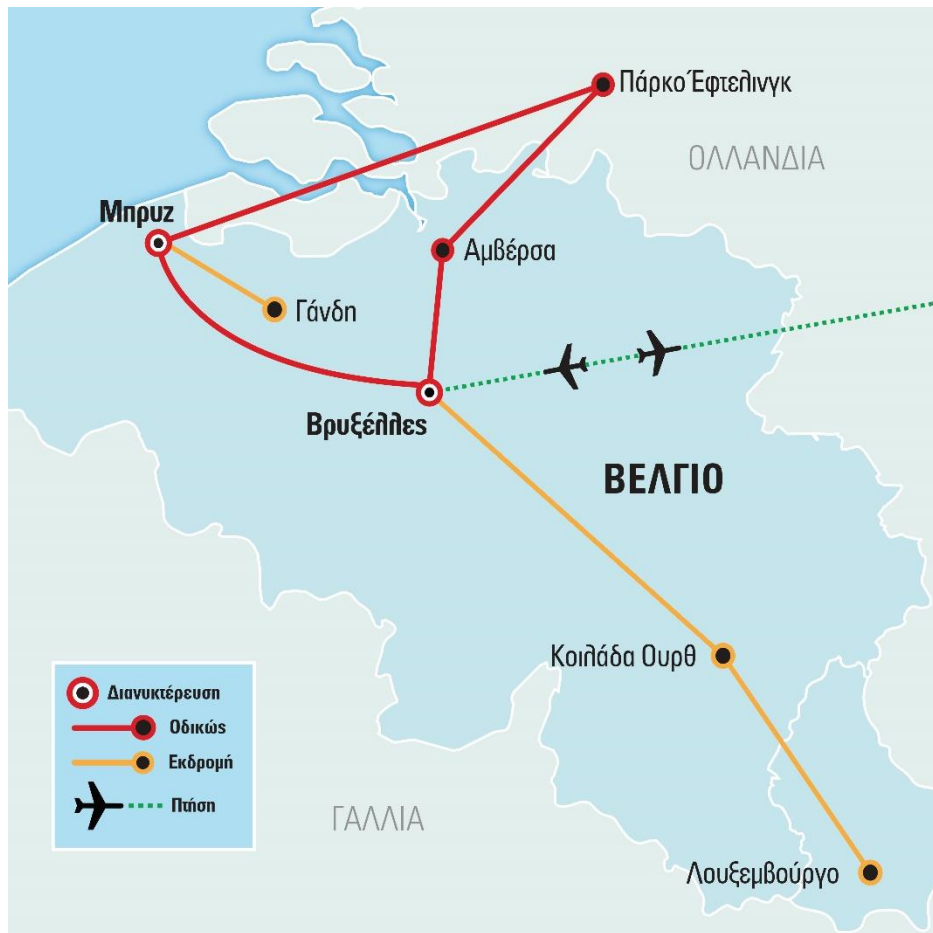 Πάρκο Έφτελινγκ
ΟΛΛΑΝΔΙΑ
Μπρυζ
Αμβέρσα
Γάνδη
Βρυξέλλες
ΒΕΛΓΙΟ
Κοιλάδα Ουρθ
Διανυκτέρευση
Οδικώς
Εκδρομή
Πτήση
ΓΑΛΛΙΑ
Λουξεμβούργο